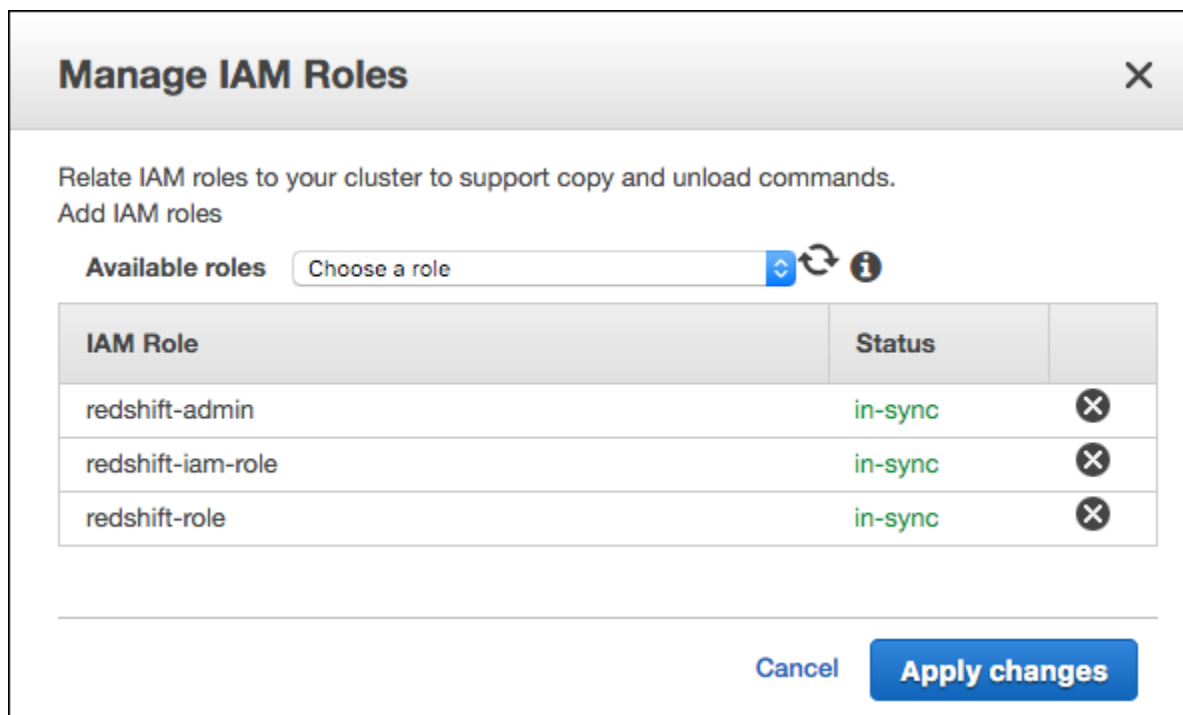 Manage IAM Roles
Relate IAM roles to your cluster to support copy and unload commands.
Add IAM roles
Available roles Choose a role
IAM Role Status
redshift-admin in-sync
redshift-iam-role in-sync
redshift-role in-sync
Cancel Apply changes